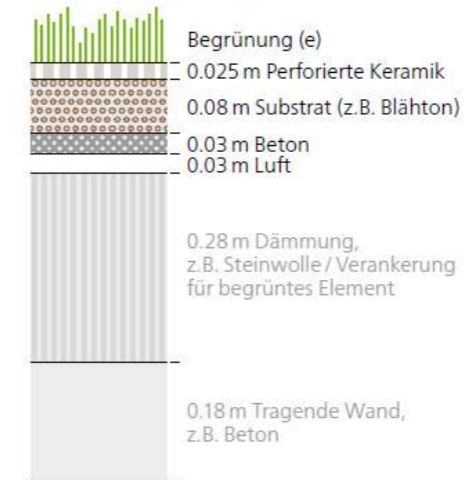 Begrünung (e)
0.025 m Perforierte Keramik
0.08 m Substrat (z.B. Blähton)
0.03 m Beton
0.03 m Luft
0.28 m Dämmung,
z.B. Steinwolle / Verankerung
für begrüntes Element
0.18 m Tragende Wand,
z.B. Beton